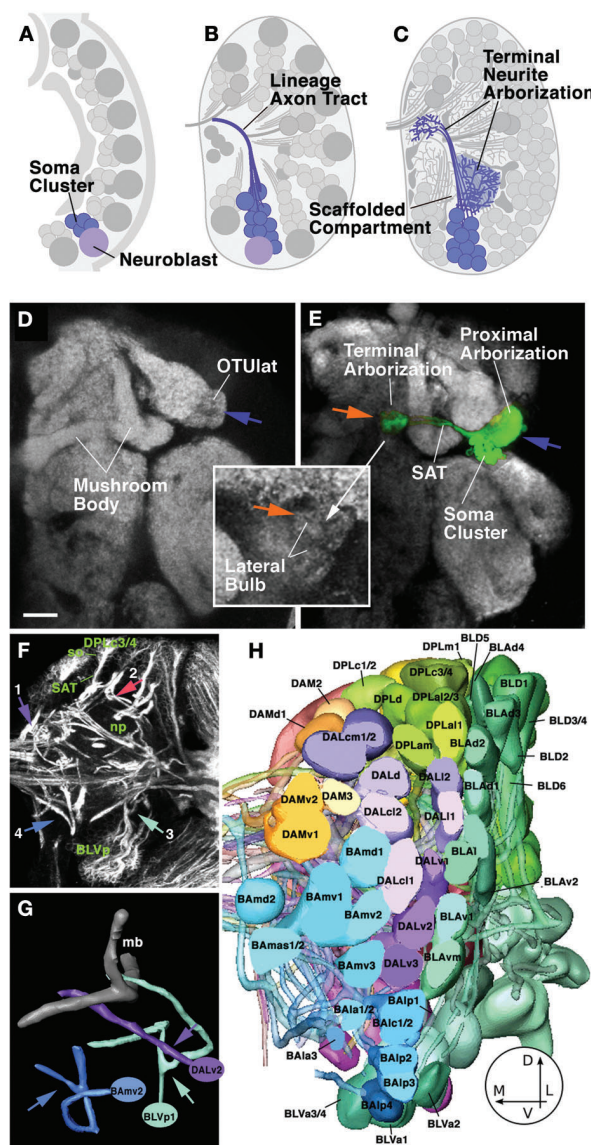 A
B
C
Lineage
Axon Tract
Terminal
Neurite
Arborization
Soma
Cluster
Neuroblast
Scaffolded
Compartment
D
OTUlat
Mushroom
Body
Lateral
Bulb
E
Proximal
Arborization
Terminal
Arborization
SAT
Soma
Cluster
F
DPLc3/4
sc
SAT
1
2
np
4
3
BLVp
G
mb
DALv2
BAmv2
BLVp1
H
BLD5
BLAd4
DPLm1
DPLc1/2
DPLc3/4
BLD1
DAM2
DPLd
DPLal2/3
BLAd3
BLD3/4
DAMd1
DPLal1
DALcm1/2
DPLam
BLAd2
BLD2
DALd
DALl2
BLAd1
BLD6
DAMv2
DAM3
DALcl2
DALl1
DAMv1
BAmd1
DALva1
BLAl
DALcl1
BLAv2
BAmd2
BAmv1
BAmv2
BLAv1
DALv2
BAmas1/2
BLAvm
BAmv3
DALv3
BAlp1
BAla1/2
BAlc1/2
BAla3
BAlp2
BAlp3
BLVa3/4
BAlp4
BLVa2
BLVa1
D
M
L
V